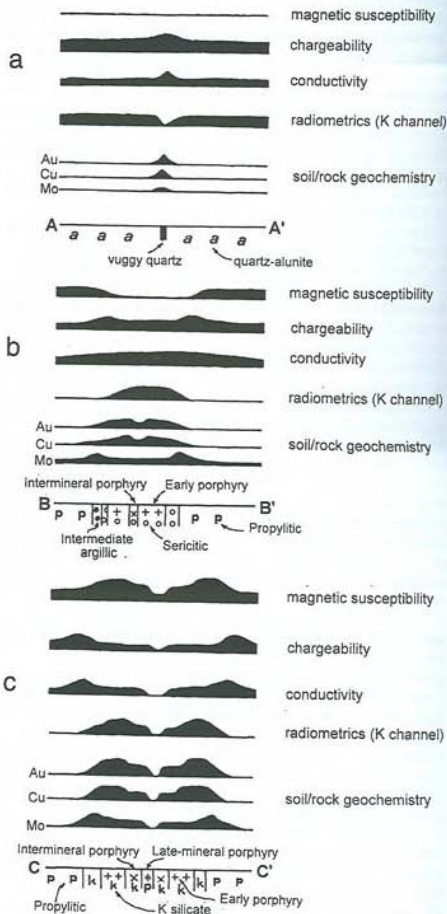 magnetic susceptibility
chargeability
a
conductivity
radiometrics (K channel)
Au
Cu
Mo
soil/rock geochemistry
A A'
a a a a a a
vuggy quartz quartz-alunite
magnetic susceptibility
chargeability
b
conductivity
radiometrics (K channel)
Au
Cu
Mo
soil/rock geochemistry
Intermineral porphyry Early porphyry
B B'
p p + x + + p p
Propylitic
Intermediate argillic
Sericitic
magnetic susceptibility
chargeability
c
conductivity
radiometrics (K channel)
Au
Cu
Mo
soil/rock geochemistry
Intermineral porphyry Late-mineral porphyry
C C'
p p k + + x + x + + k p p
k k p k k
Propylitic
K silicate
Early porphyry